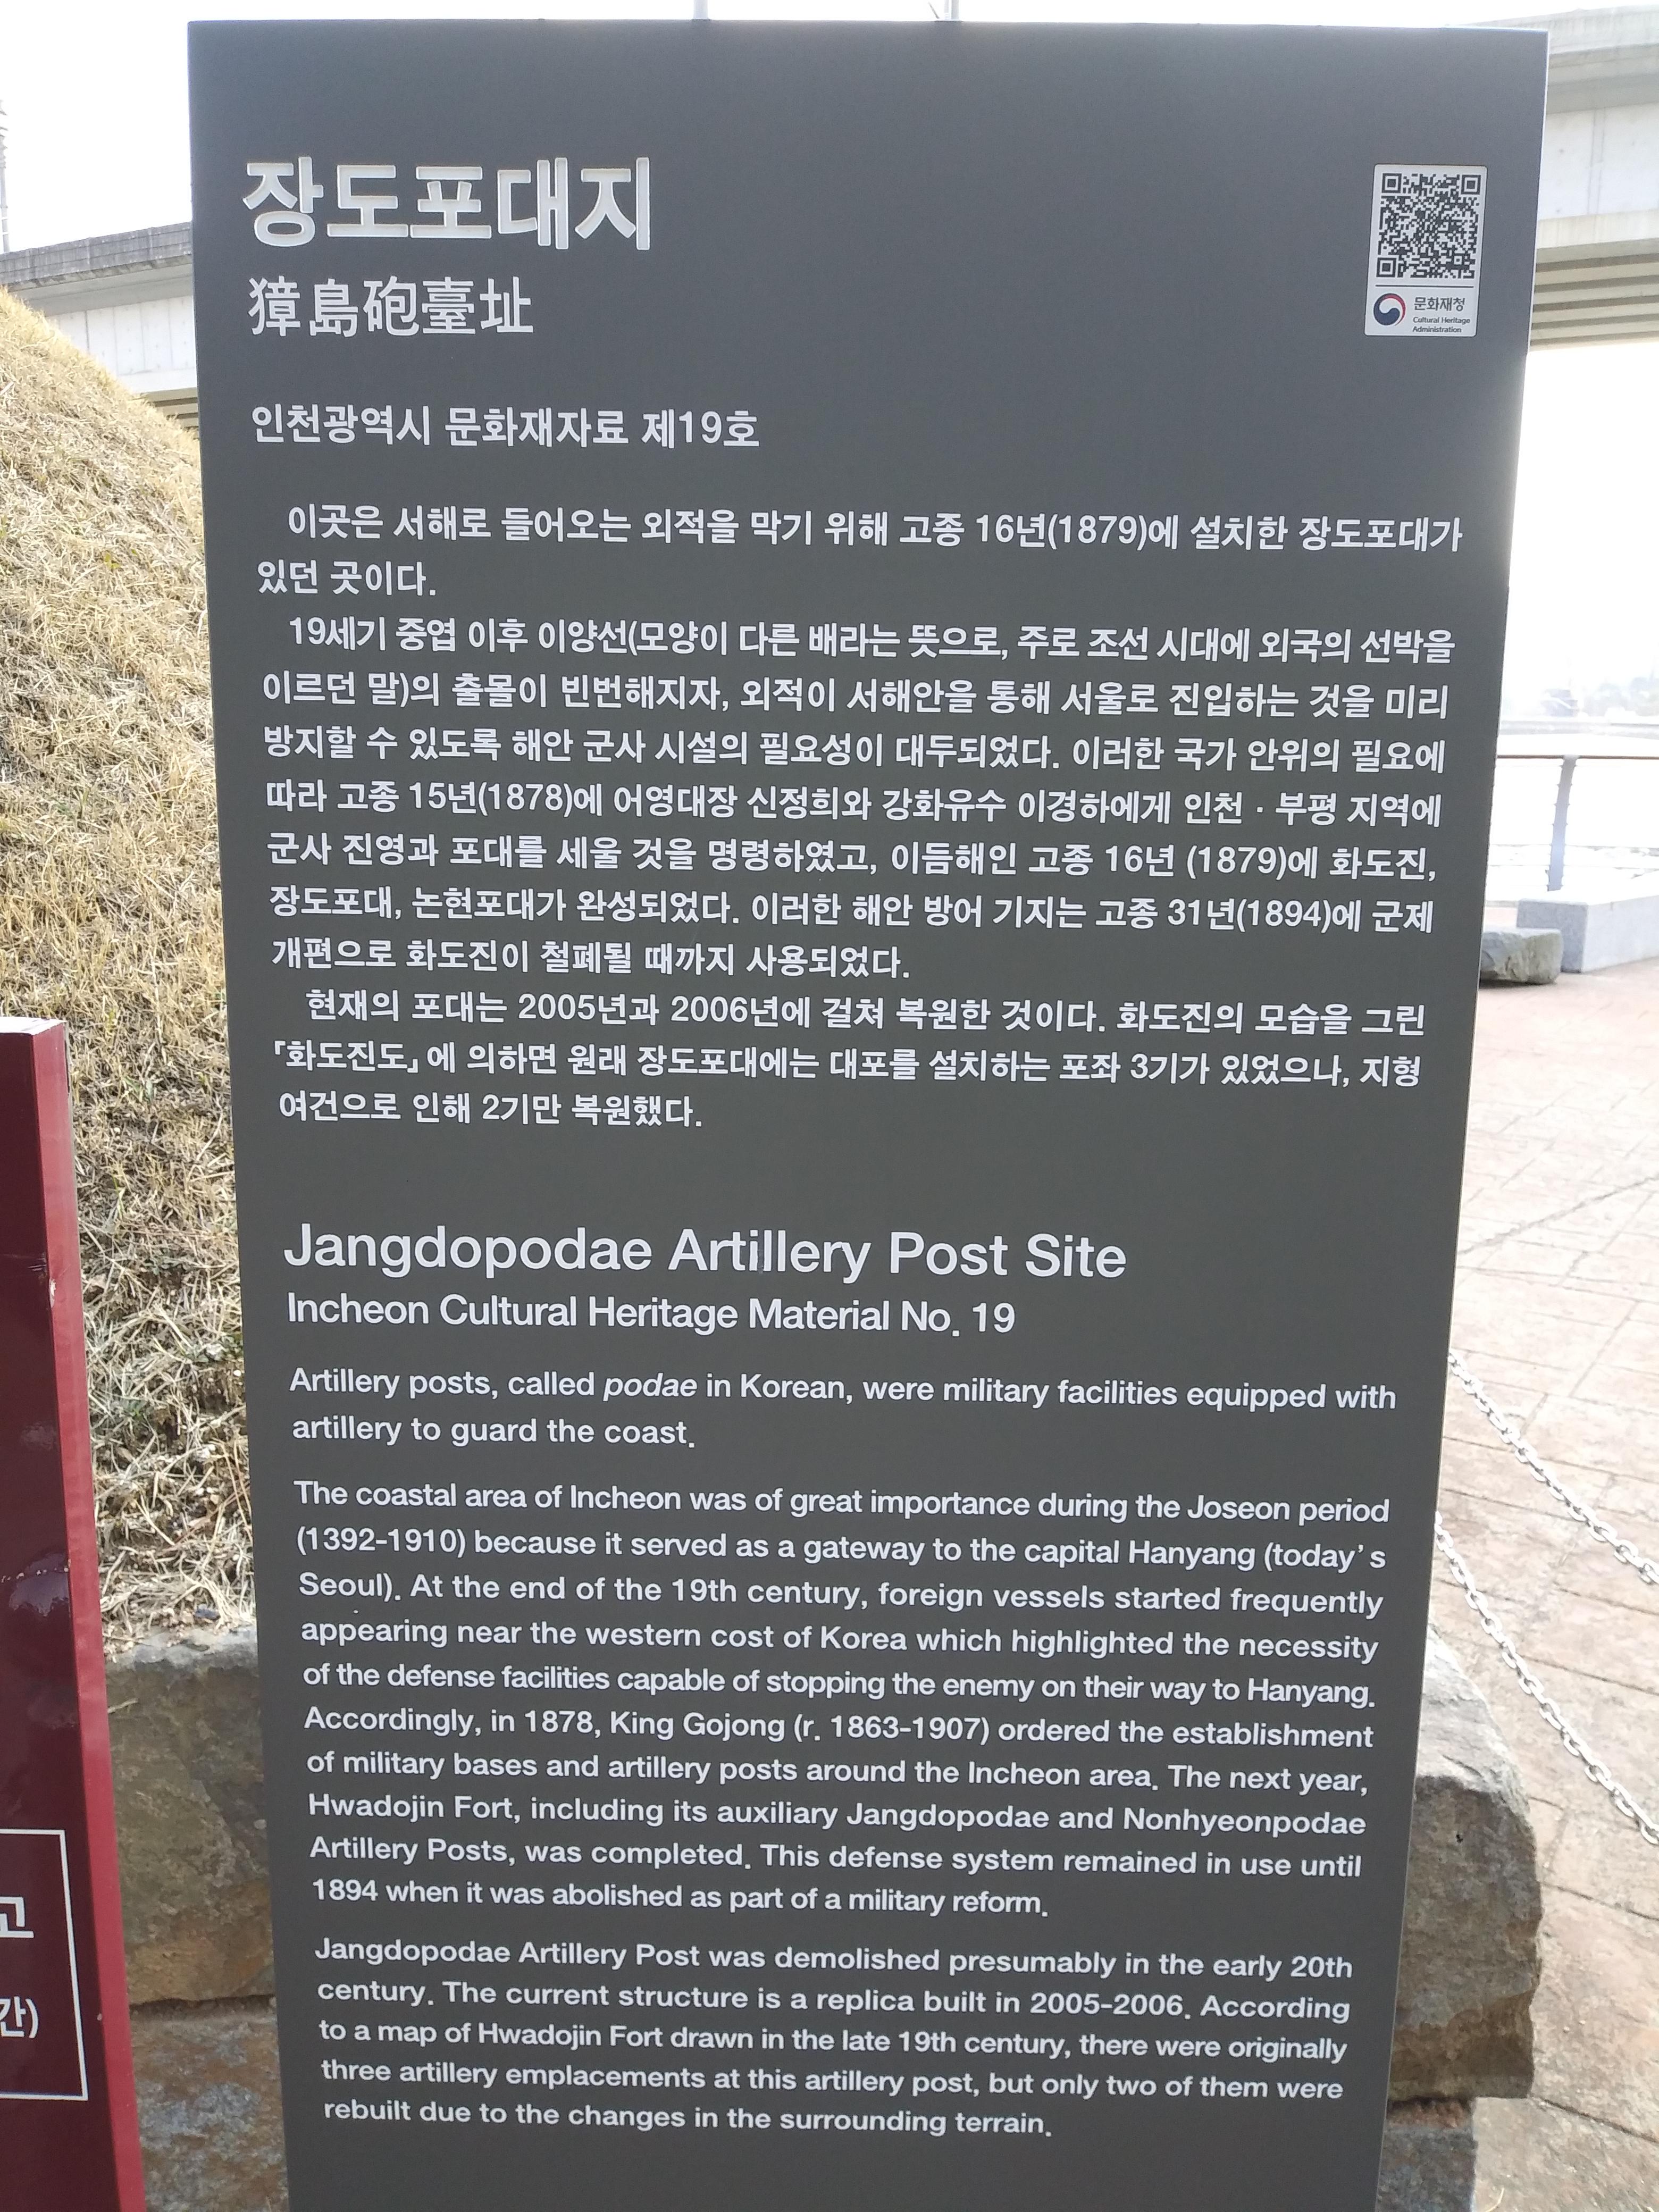 장도포대지
獐島砲臺址
문화재청
Cultural Heritage
Administration
인천광역시 문화재자료 제19호
이곳은 서해로 들어오는 외적을 막기 위해 고종 16년(1879)에 설치한 장도포대가
있던 곳이다.
19세기 중엽 이후 이양선(모양이 다른 배라는 뜻으로, 주로 조선 시대에 외국의 선박을
이르던 말)의 출몰이 빈번해지자, 외적이 서해안을 통해 서울로 진입하는 것을 미리
방지할 수 있도록 해안 군사 시설의 필요성이 대두되었다. 이러한 국가 안위의 필요에
따라 고종 15년(1878)에 어영대장 신정희와 강화유수 이경하에게 인천 · 부평 지역에
군사 진영과 포대를 세울 것을 명령하였고, 이듬해인 고종 16년 (1879)에 화도진,
장도포대, 논현포대가 완성되었다. 이러한 해안 방어 기지는 고종 31년(1894)에 군제
개편으로 화도진이 철폐될 때까지 사용되었다.
현재의 포대는 2005년과 2006년에 걸쳐 복원한 것이다. 화도진의 모습을 그린
『화도진도』에 의하면 원래 장도포대에는 대포를 설치하는 포좌 3기가 있었으나, 지형
여건으로 인해 2기만 복원했다.
Jangdopodae Artillery Post Site
Incheon Cultural Heritage Material No. 19
Artillery posts, called podae in Korean, were military facilities equipped with
artillery to guard the coast.
The coastal area of Incheon was of great importance during the Joseon period
(1392-1910) because it served as a gateway to the capital Hanyang (today's
Seoul). At the end of the 19th century, foreign vessels started frequently
appearing near the western cost of Korea which highlighted the necessity
of the defense facilities capable of stopping the enemy on their way to Hanyang.
Accordingly, in 1878, King Gojong (r. 1863-1907) ordered the establishment
of military bases and artillery posts around the Incheon area. The next year,
Hwadojin Fort, including its auxiliary Jangdopodae and Nonhyeonpodae
Artillery Posts, was completed. This defense system remained in use until
1894 when it was abolished as part of a military reform.
Jangdopodae Artillery Post was demolished presumably in the early 20th
century. The current structure is a replica built in 2005-2006. According
to a map of Hwadojin Fort drawn in the late 19th century, there were originally
three artillery emplacements at this artillery post, but only two of them were
rebuilt due to the changes in the surrounding terrain.
고
간)